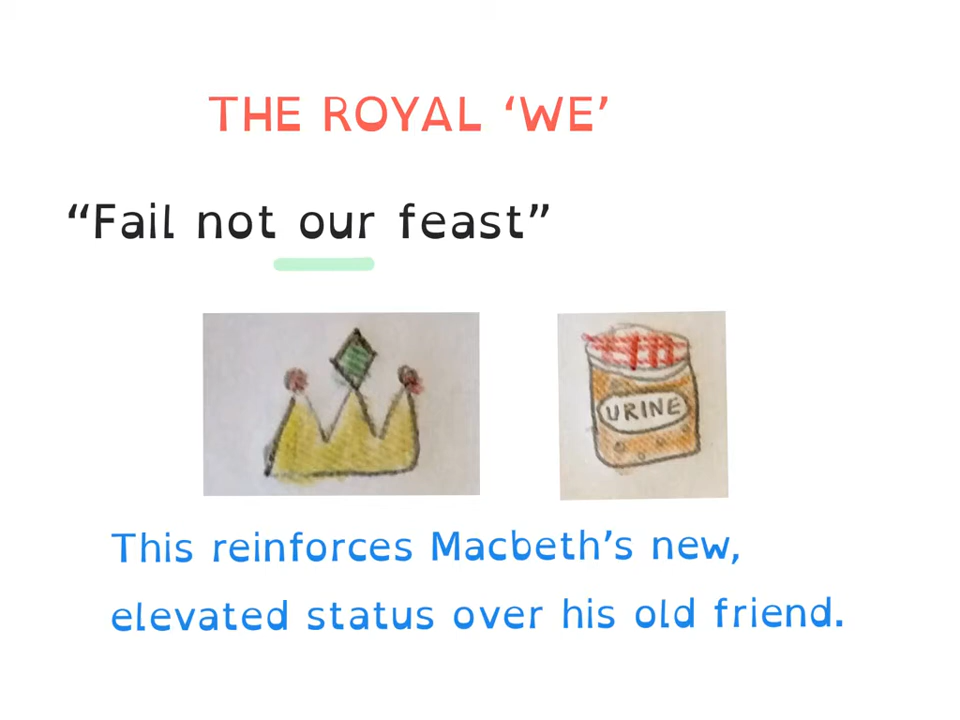 THE ROYAL ‘WE’
“Fail not our feast”
URINE
This reinforces Macbeth’s new,
elevated status over his old friend.